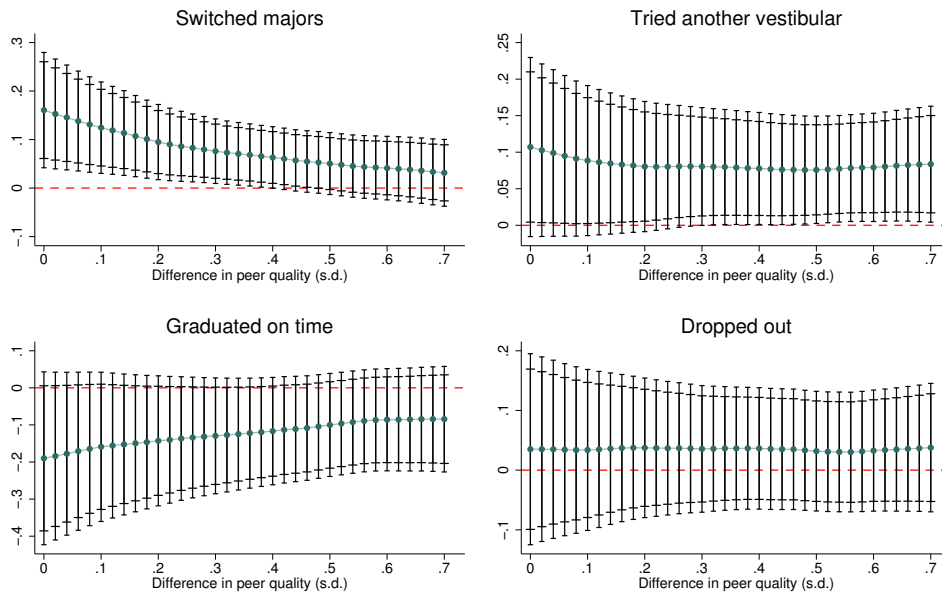 Switched majors
.3
.2
.1
0
-.1
0 .1 .2 .3 .4 .5 .6 .7
Difference in peer quality (s.d.)
Tried another vestibular
.25
.2
.15
.1
.05
0
0 .1 .2 .3 .4 .5 .6 .7
Difference in peer quality (s.d.)
Graduated on time
.1
0
-.1
-.2
-.3
-.4
0 .1 .2 .3 .4 .5 .6 .7
Difference in peer quality (s.d.)
Dropped out
.2
.1
0
-.1
0 .1 .2 .3 .4 .5 .6 .7
Difference in peer quality (s.d.)